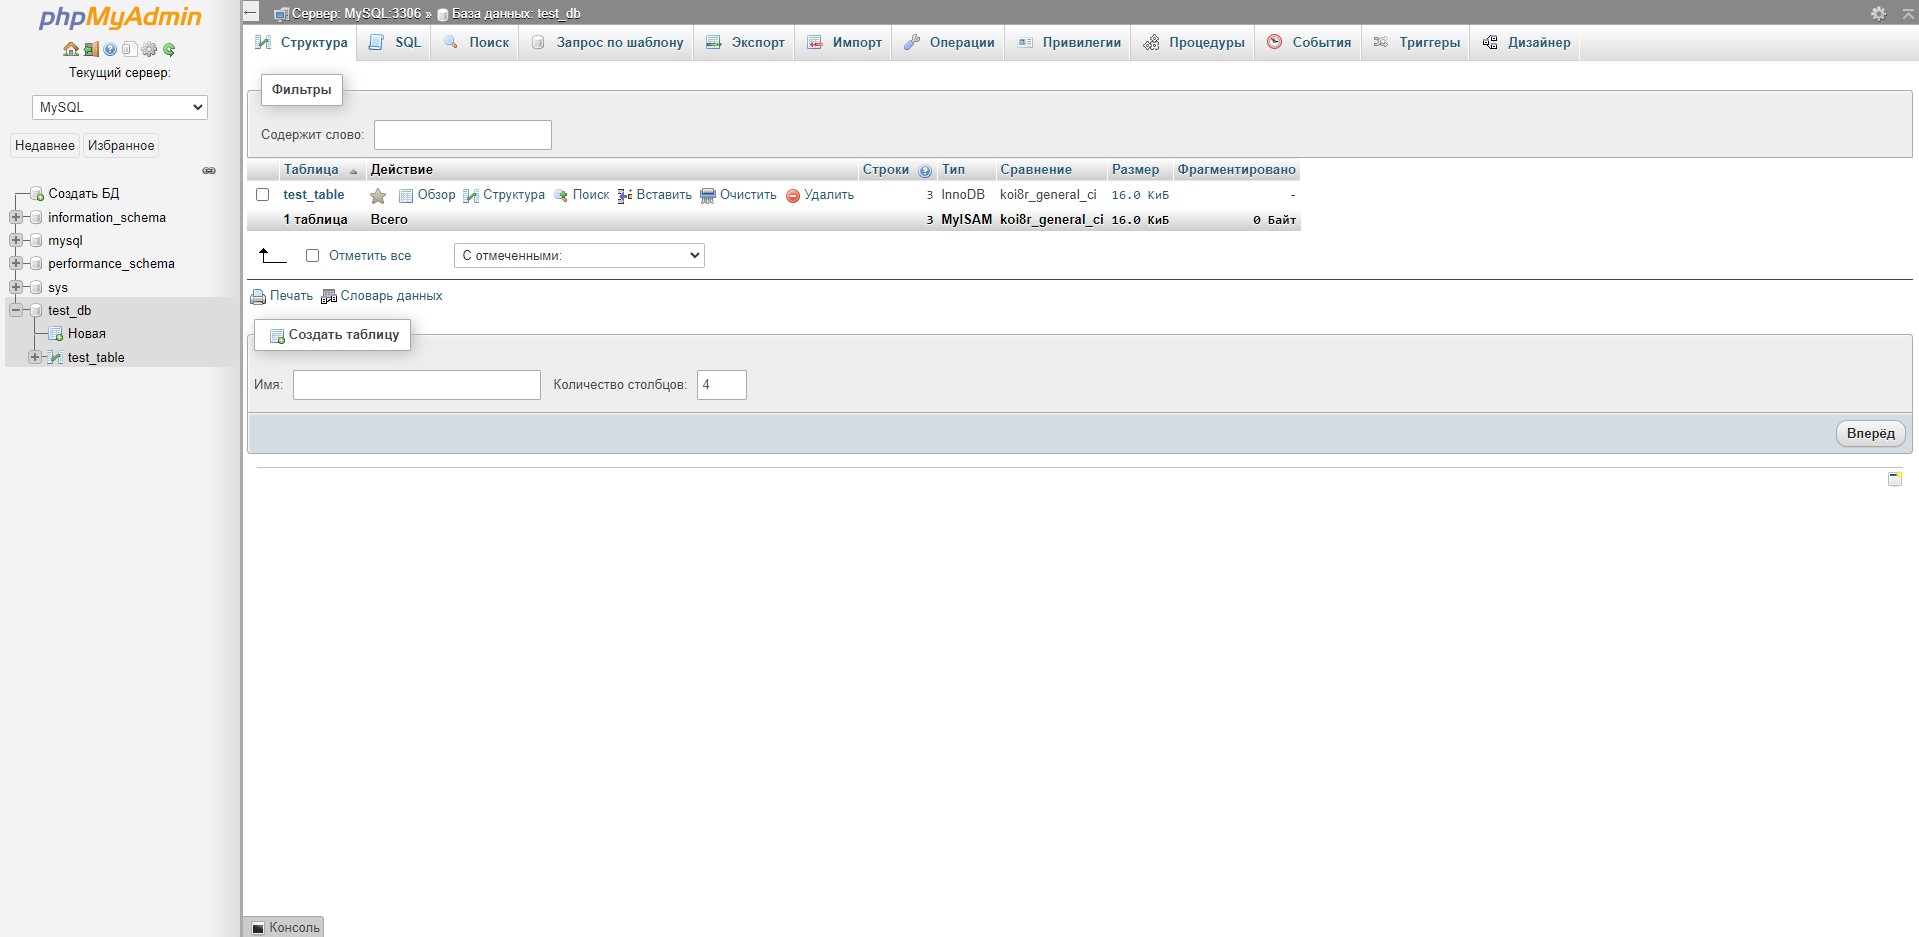 phpMyAdmin
Текущий сервер:
MySQL
Недавнее Избранное
Создать БД
information_schema
mysql
performance_schema
sys
test_db
Новая
test_table
Сервер: MySQL:3306 » База данных: test_db
Структура SQL Поиск Запрос по шаблону Экспорт Импорт Операции Привилегии Процедуры События Триггеры Дизайнер
Фильтры
Содержит слово:
Таблица Действие Строки Тип Сравнение Размер Фрагментировано
test_table Обзор Структура Поиск Вставить Очистить Удалить 3 InnoDB koi8r_general_ci 16.0 КиБ -
1 таблица Всего 3 MyISAM koi8r_general_ci 16.0 КиБ 0 Байт
Отметить все С отмеченными:
Печать Словарь данных
Создать таблицу
Имя: Количество столбцов: 4
Вперёд
Консоль